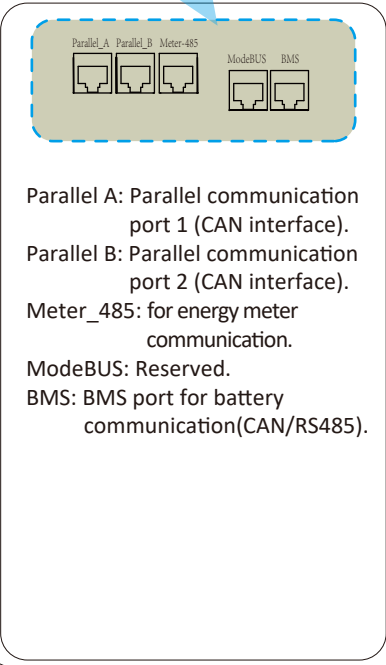 Parallel_A Parallel_B Meter-485
ModeBUS BMS
Parallel A: Parallel communication
port 1 (CAN interface).
Parallel B: Parallel communication
port 2 (CAN interface).
Meter_485: for energy meter
communication.
ModeBUS: Reserved.
BMS: BMS port for battery
communication(CAN/RS485).